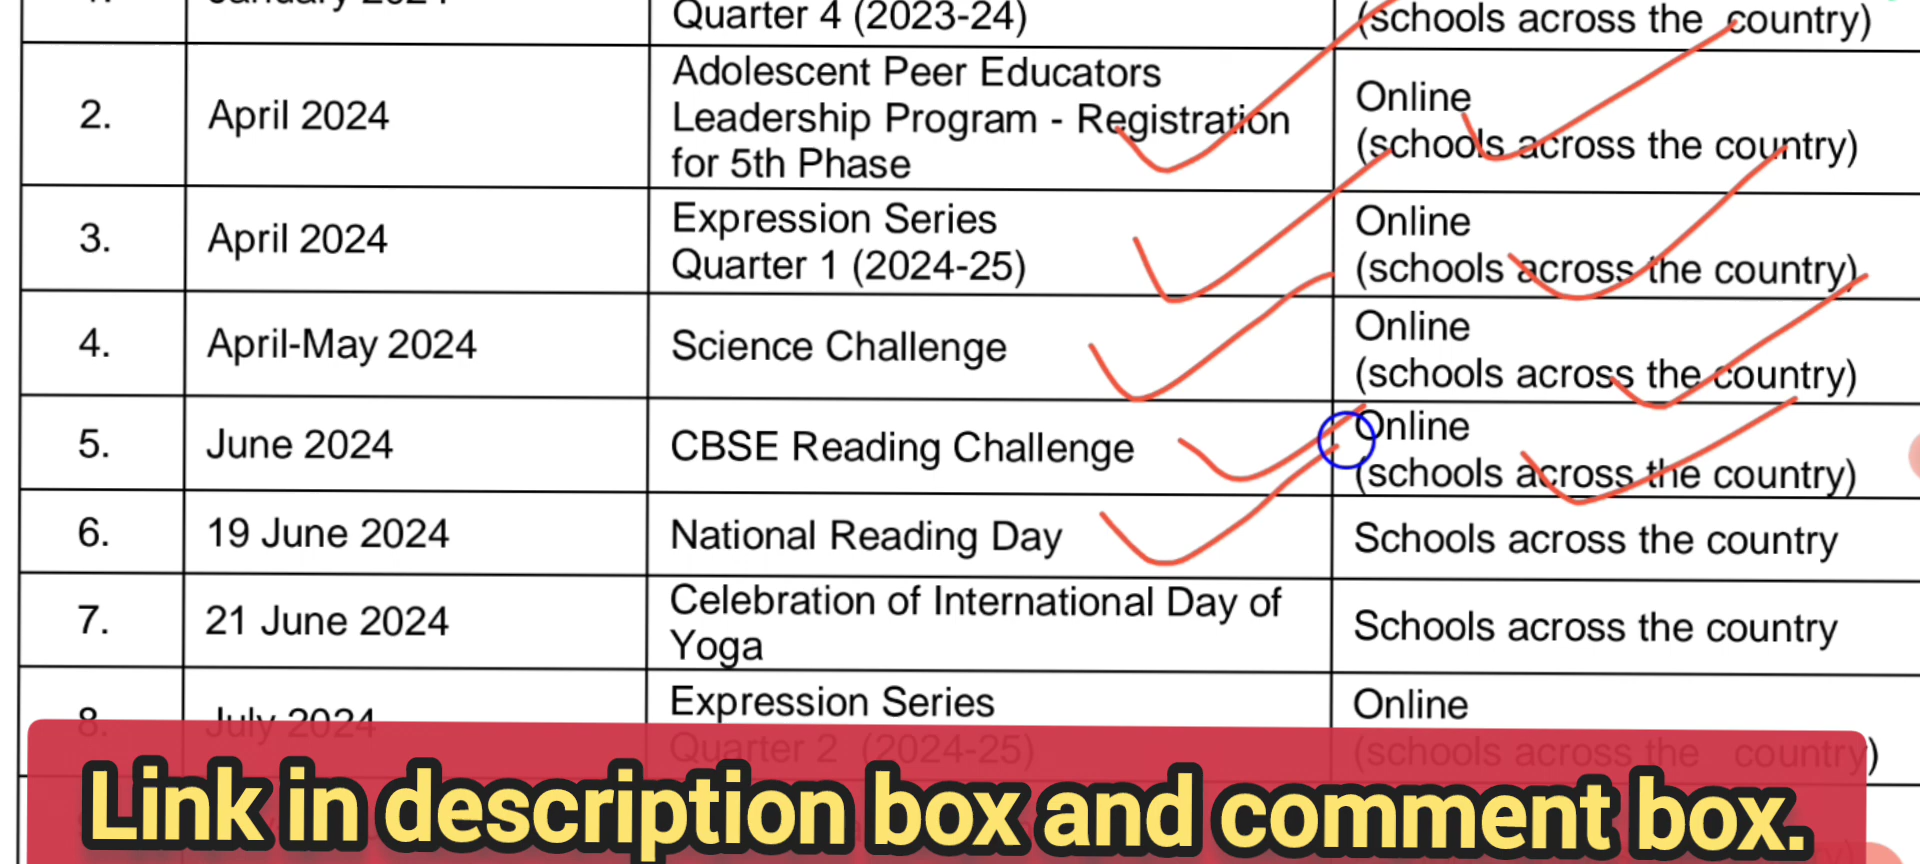 Quarter 4 (2023-24)
(schools across the country)
2.
April 2024
Adolescent Peer Educators
Leadership Program - Registration
for 5th Phase
Online
(schools across the country)
3.
April 2024
Expression Series
Quarter 1 (2024-25)
Online
(schools across the country)
4.
April-May 2024
Science Challenge
Online
(schools across the country)
5.
June 2024
CBSE Reading Challenge
Online
(schools across the country)
6.
19 June 2024
National Reading Day
Schools across the country
7.
21 June 2024
Celebration of International Day of
Yoga
Schools across the country
8.
July 2024
Expression Series
Quarter 2 (2024-25)
Online
(schools across the country)
Link in description box and comment box.